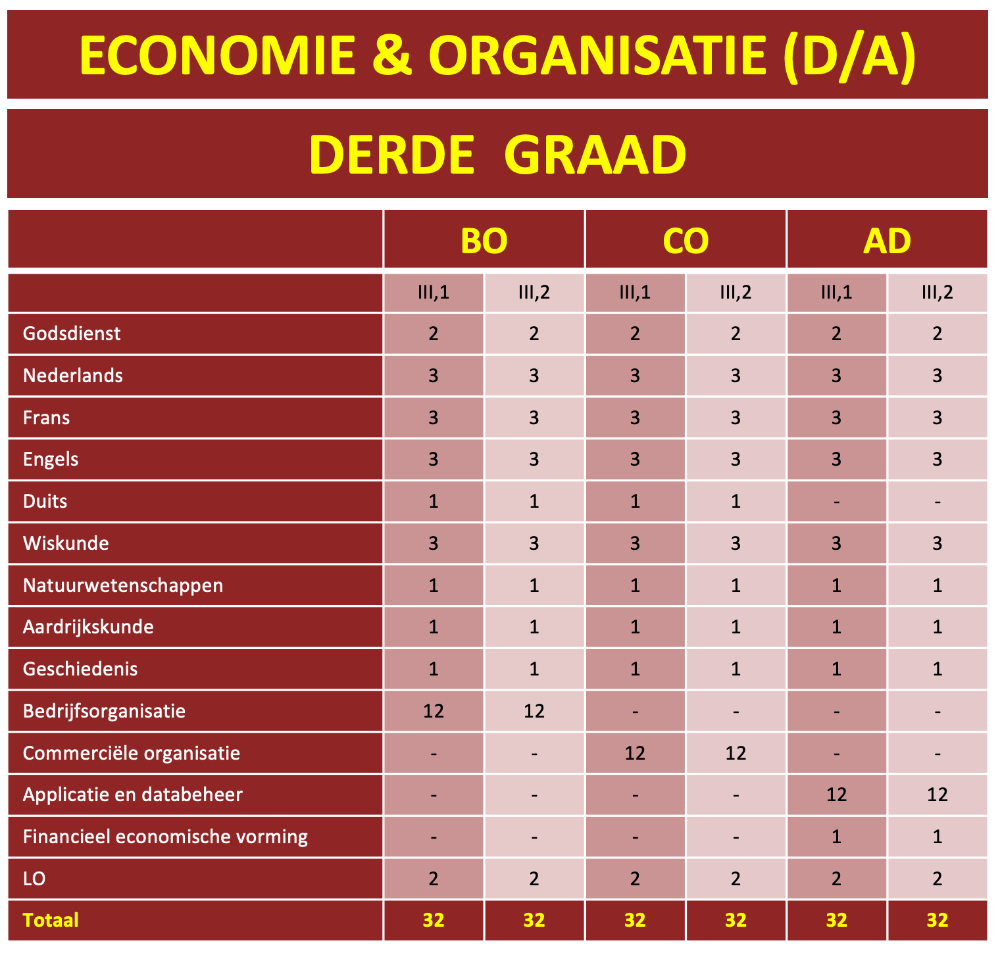 ECONOMIE & ORGANISATIE (D/A)
DERDE GRAAD
BO CO AD
III,1 III,2 III,1 III,2 III,1 III,2
Godsdienst 2 2 2 2 2 2
Nederlands 3 3 3 3 3 3
Frans 3 3 3 3 3 3
Engels 3 3 3 3 3 3
Duits 1 1 1 1 - -
Wiskunde 3 3 3 3 3 3
Natuurwetenschappen 1 1 1 1 1 1
Aardrijkskunde 1 1 1 1 1 1
Geschiedenis 1 1 1 1 1 1
Bedrijfsorganisatie 12 12 - - - -
Commerciële organisatie - - 12 12 - -
Applicatie en databeheer - - - - 12 12
Financieel economische vorming - - - - 1 1
LO 2 2 2 2 2 2
Totaal 32 32 32 32 32 32